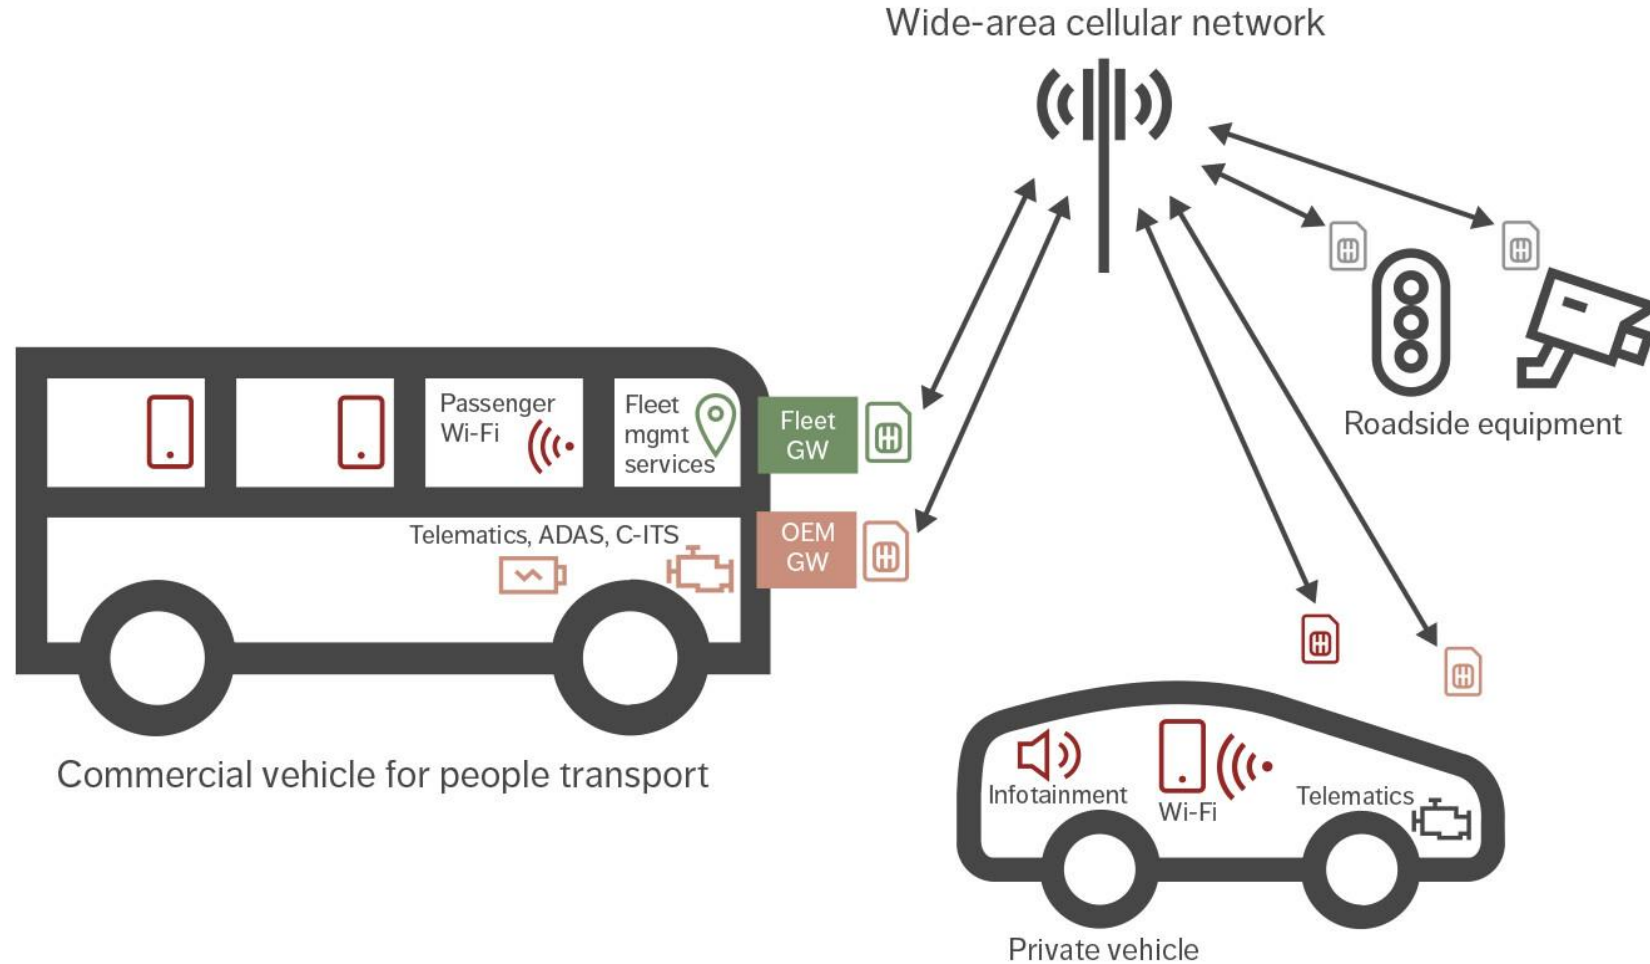 Wide-area cellular network
Roadside equipment
Passenger
Wi-Fi
Fleet
mgmt
services
Fleet
GW
Telematics, ADAS, C-ITS
OEM
GW
Commercial vehicle for people transport
Infotainment
Wi-Fi
Telematics
Private vehicle